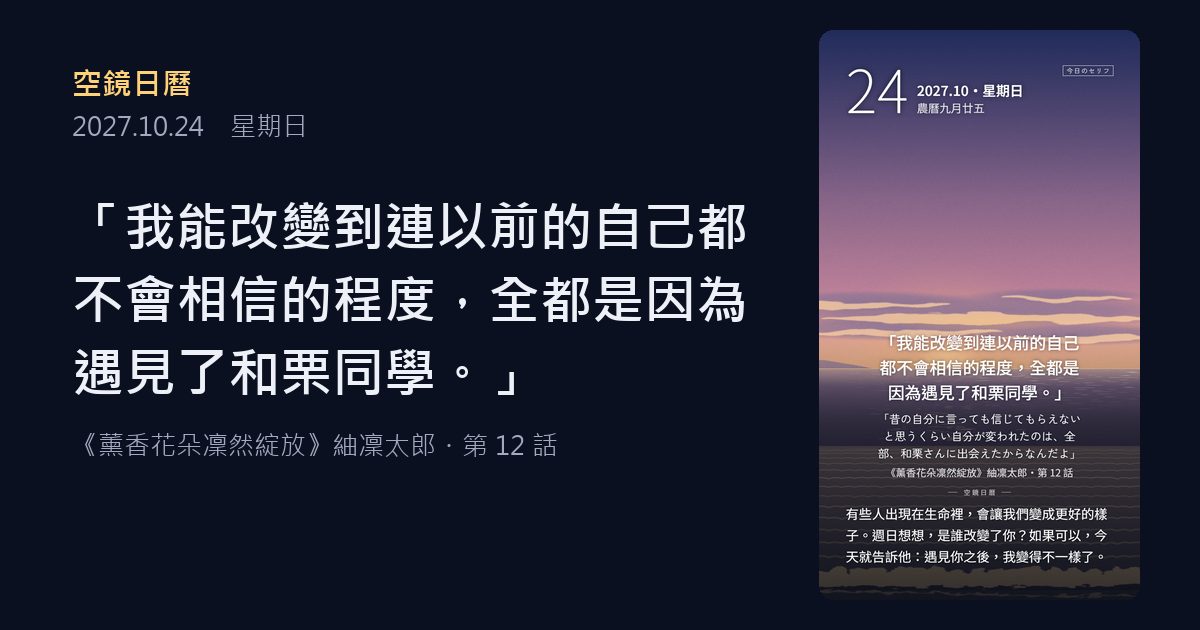 空鏡日曆
2027.10.24 星期日
「我能改變到連以前的自己都
不會相信的程度，全都是因為
遇見了和栗同學。」
《薰香花朵凜然綻放》紬凜太郎・第 12 話
24
2027.10・星期日
農曆九月廿五
今日のセリフ
「我能改變到連以前的自己
都不會相信的程度，全都是
因為遇見了和栗同學。」
「昔の自分に言っても信じてもらえない
と思うくらい自分が変われたのは、全
部、和栗さんに出会えたからなんだよ」
《薰香花朵凜然綻放》紬凜太郎・第 12 話
— 空鏡日曆 —
有些人出現在生命裡，會讓我們變成更好的樣
子。週日想想，是誰改變了你？如果可以，今
天就告訴他：遇見你之後，我變得不一樣了。